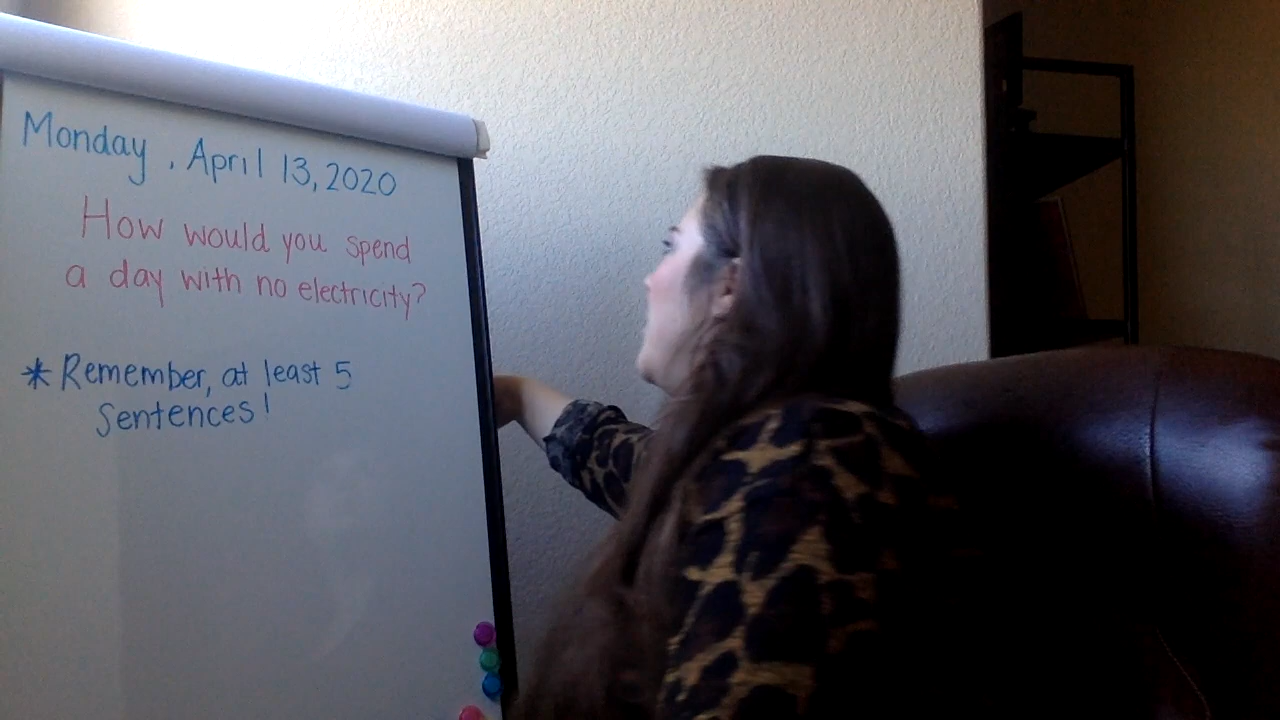 Monday, April 13, 2020
How would you spend
a day with no electricity?
* Remember, at least 5
Sentences!